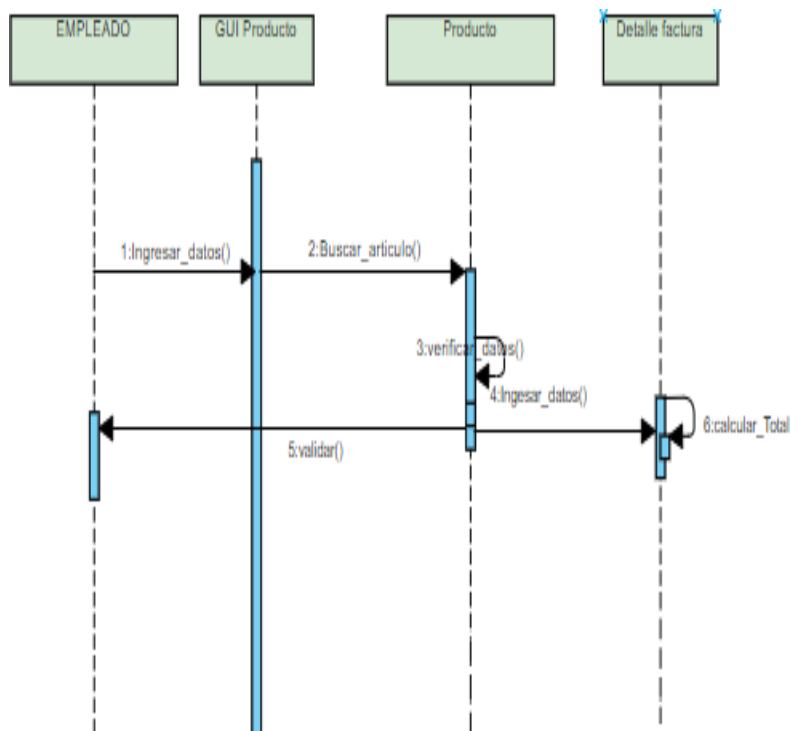 EMPLEADO
GUI Producto
Producto
Detalle factura
1:Ingresar_datos()
2:Buscar_articulo()
3:verificar_datos()
4:Ingesar_datos()
5:validar()
6:calcular_Total